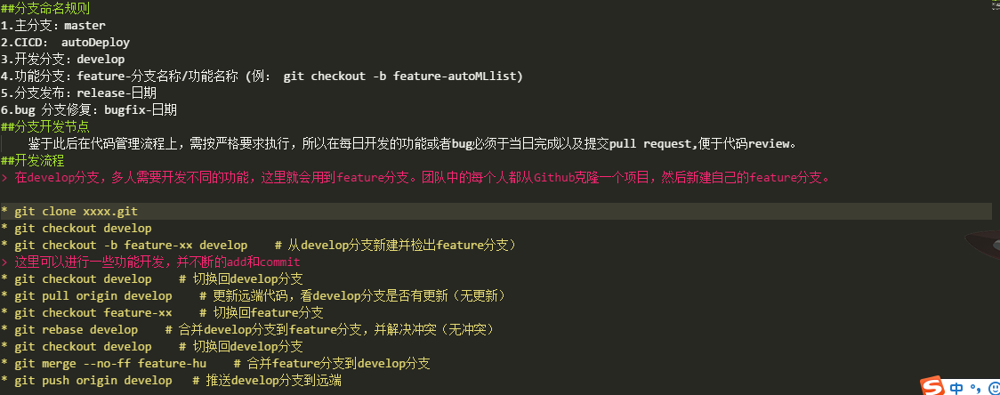 ##分支命名规则
1.主分支：master
2.CICD： autoDeploy
3.开发分支：develop
4.功能分支：feature-分支名称/功能名称 (例： git checkout -b feature-autoMLlist)
5.分支发布：release-日期
6.bug 分支修复：bugfix-日期
##分支开发节点
鉴于此后在代码管理流程上，需按严格要求执行，所以在每日开发的功能或者bug必须于当日完成以及提交pull request,便于代码review。
##开发流程
> 在develop分支，多人需要开发不同的功能，这里就会用到feature分支。团队中的每个人都从Github克隆一个项目，然后新建自己的feature分支。
* git clone xxxx.git
* git checkout develop
* git checkout -b feature-xx develop    # 从develop分支新建并检出feature分支）
> 这里可以进行一些功能开发，并不断的add和commit
* git checkout develop    # 切换回develop分支
* git pull origin develop    # 更新远端代码，看develop分支是否有更新（无更新）
* git checkout feature-xx    # 切换回feature分支
* git rebase develop    # 合并develop分支到feature分支，并解决冲突（无冲突）
* git checkout develop    # 切换回develop分支
* git merge --no-ff feature-hu    # 合并feature分支到develop分支
* git push origin develop   # 推送develop分支到远端
S 中